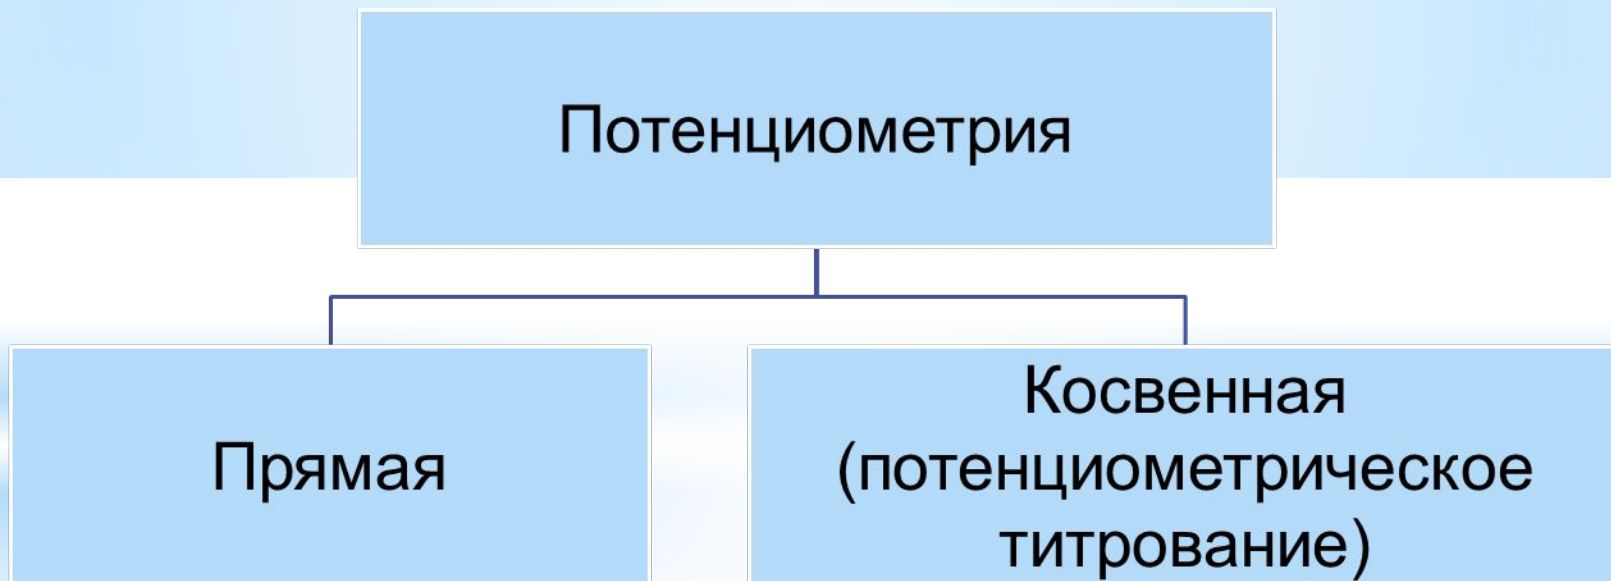 Потенциометрия
Прямая
Косвенная
(потенциометрическое
титрование)